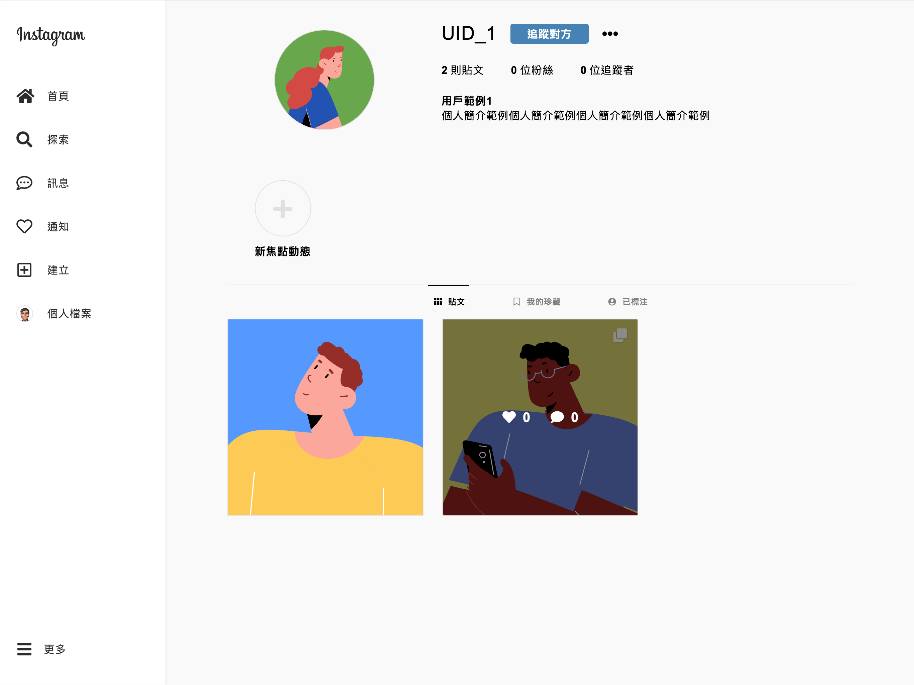 Instagram
首頁
探索
訊息
通知
建立
個人檔案
更多
UID_1 追蹤對方
2 則貼文 0 位粉絲 0 位追蹤者
用戶範例1
個人簡介範例個人簡介範例個人簡介範例個人簡介範例
新焦點動態
貼文 我的珍藏 已標注
0 0